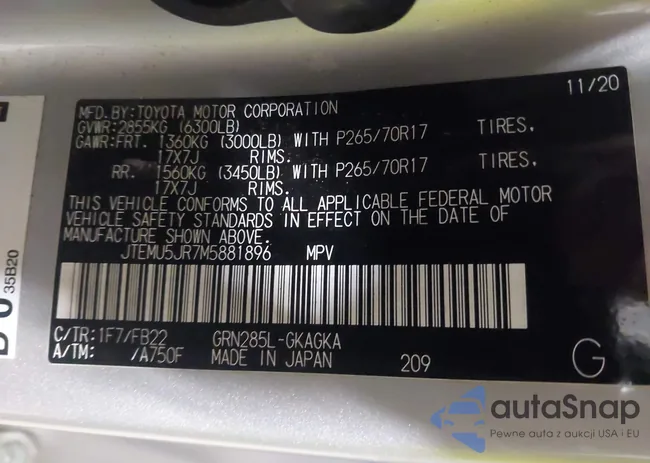 11/20
MFD. BY: TOYOTA MOTOR CORPORATION
GVWR: 2855KG (6300LB)
GAWR: FRT. 1360KG (3000LB) WITH P265/70R17 TIRES,
17X7J RIMS.
RR. 1560KG (3450LB) WITH P265/70R17 TIRES,
17X7J RIMS.
THIS VEHICLE CONFORMS TO ALL APPLICABLE FEDERAL MOTOR
VEHICLE SAFETY STANDARDS IN EFFECT ON THE DATE OF
MANUFACTURE SHOWN ABOVE.
JTEMU5JR7M5881896 MPV
C/TR: 1F7/FB22 GRN285L-GKAGKA
A/TM: /A750F MADE IN JAPAN 209 G
35B20
autaSnap
Pewne auta z aukcji USA i EU